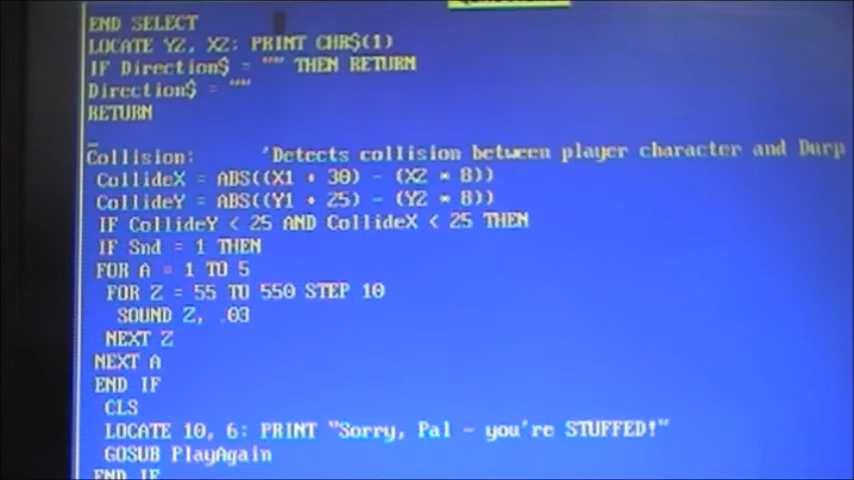 END SELECT
LOCATE Y2, X2: PRINT CHR$(1)
IF Direction$ = "" THEN RETURN
Direction$ = ""
RETURN
Collision: 'Detects collision between player character and Durp
CollideX = ABS((X1 + 30) - (X2 * 8))
CollideY = ABS((Y1 + 25) - (Y2 * 8))
IF CollideY < 25 AND CollideX < 25 THEN
IF Snd = 1 THEN
FOR A = 1 TO 5
FOR Z = 55 TO 550 STEP 10
SOUND Z, .03
NEXT Z
NEXT A
END IF
CLS
LOCATE 10, 6: PRINT "Sorry, Pal - you're STUFFED!"
GOSUB PlayAgain
END IF